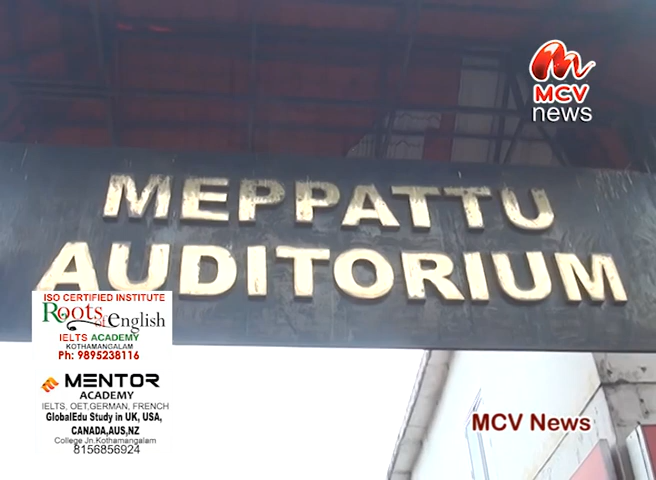 MCV
news
MEPPATTU
AUDITORIUM
ISO CERTIFIED INSTITUTE
Roots of English
IELTS ACADEMY
KOTHAMANGALAM
Ph: 9895238116
MENTOR
ACADEMY
IELTS, OET,GERMAN, FRENCH
GlobalEdu Study in UK, USA,
CANADA,AUS,NZ
College Jn.Kothamangalam
8156856924
MCV News